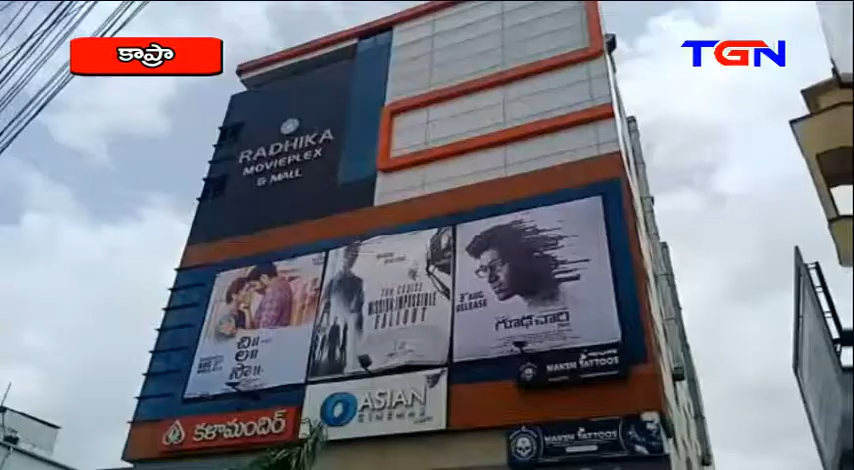 కాప్రా
TGN
RADHIKA
MOVIEPLEX
& MALL
చి॥
ల॥
సౌ॥
TOM CRUISE
MISSION:IMPOSSIBLE
FALLOUT
3RD AUG
RELEASE
గూఢచారి
MAKSH TATTOOS
కళామందిర్
ASIAN
CINEMAS
MAKSH TATTOOS